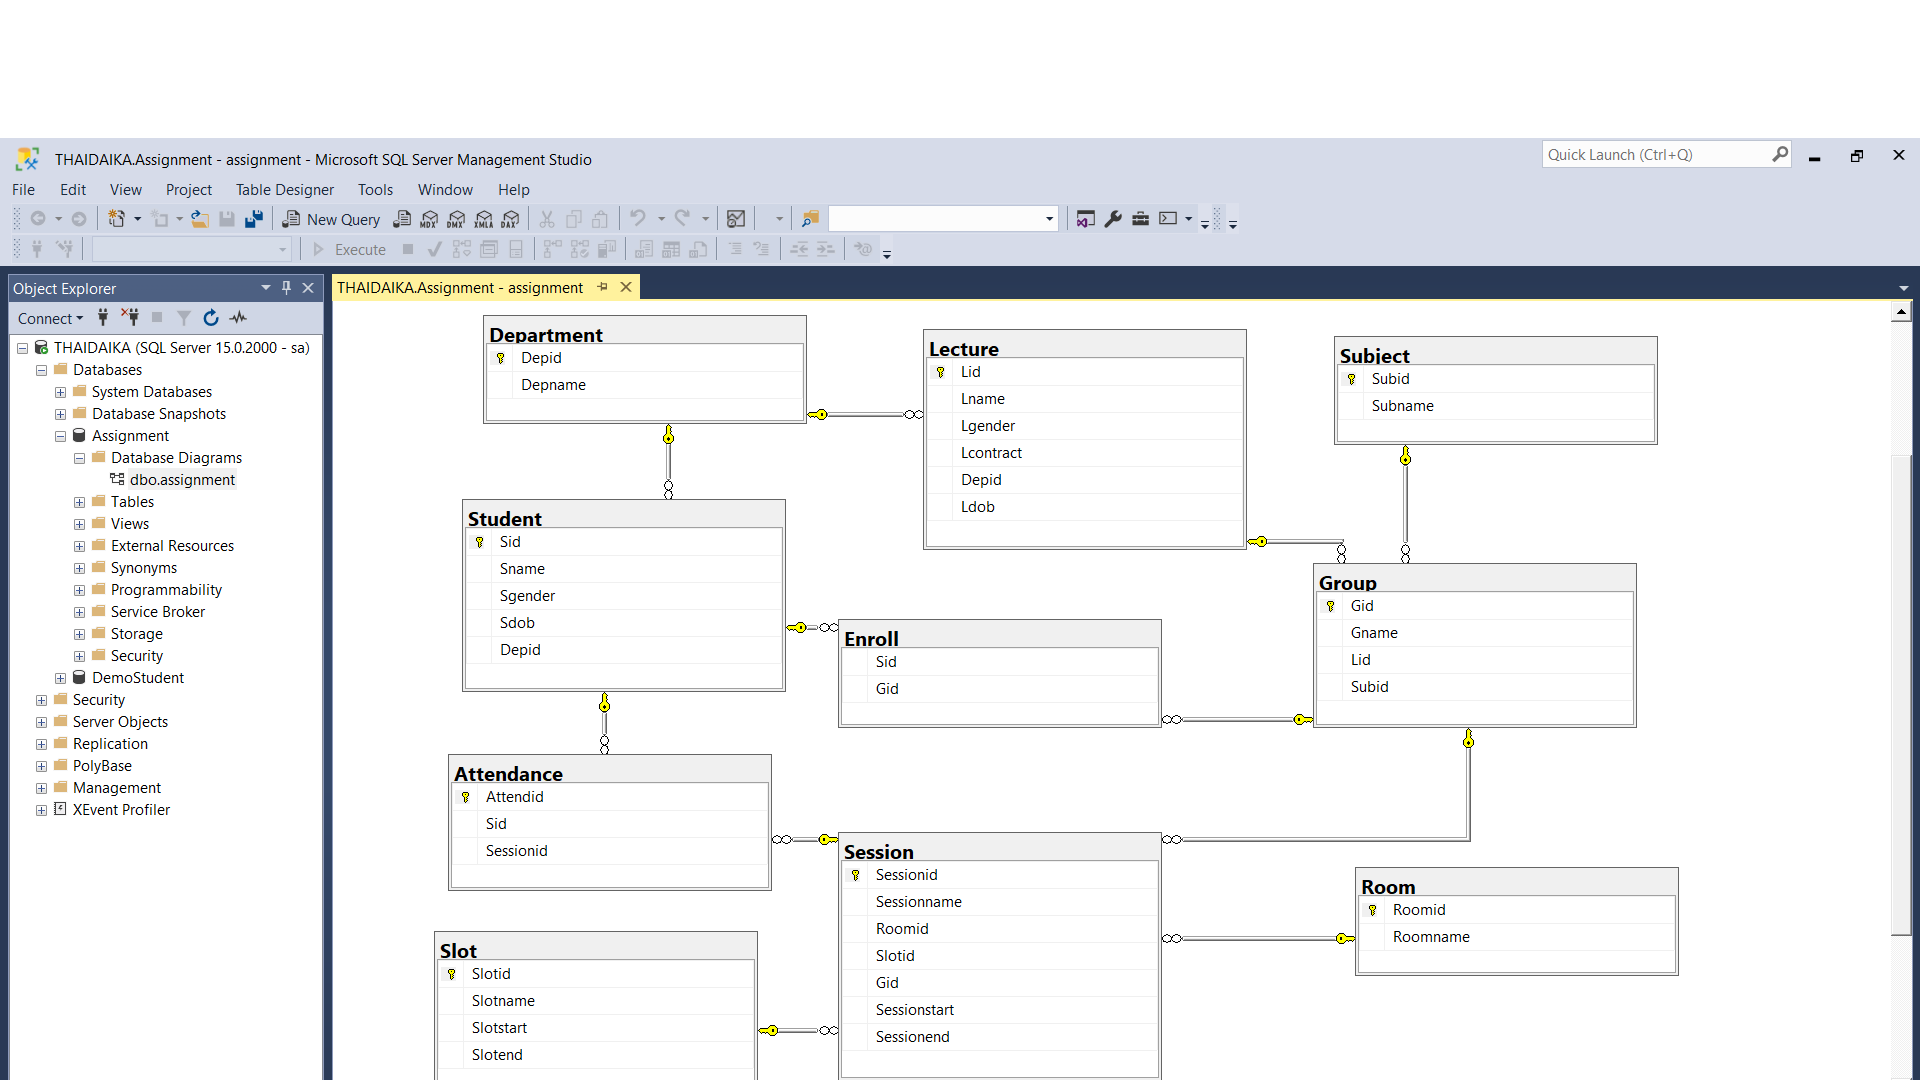 THAIDAIKA.Assignment - assignment - Microsoft SQL Server Management Studio
Quick Launch (Ctrl+Q)
File Edit View Project Table Designer Tools Window Help
New Query MDX DMX XMLA DAX
Execute
Object Explorer
Connect
THAIDAIKA (SQL Server 15.0.2000 - sa)
Databases
System Databases
Database Snapshots
Assignment
Database Diagrams
dbo.assignment
Tables
Views
External Resources
Synonyms
Programmability
Service Broker
Storage
Security
DemoStudent
Security
Server Objects
Replication
PolyBase
Management
XEvent Profiler
THAIDAIKA.Assignment - assignment
Department
Depid
Depname
Lecture
Lid
Lname
Lgender
Lcontract
Depid
Ldob
Subject
Subid
Subname
Student
Sid
Sname
Sgender
Sdob
Depid
Enroll
Sid
Gid
Group
Gid
Gname
Lid
Subid
Attendance
Attendid
Sid
Sessionid
Session
Sessionid
Sessionname
Roomid
Slotid
Gid
Sessionstart
Sessionend
Room
Roomid
Roomname
Slot
Slotid
Slotname
Slotstart
Slotend